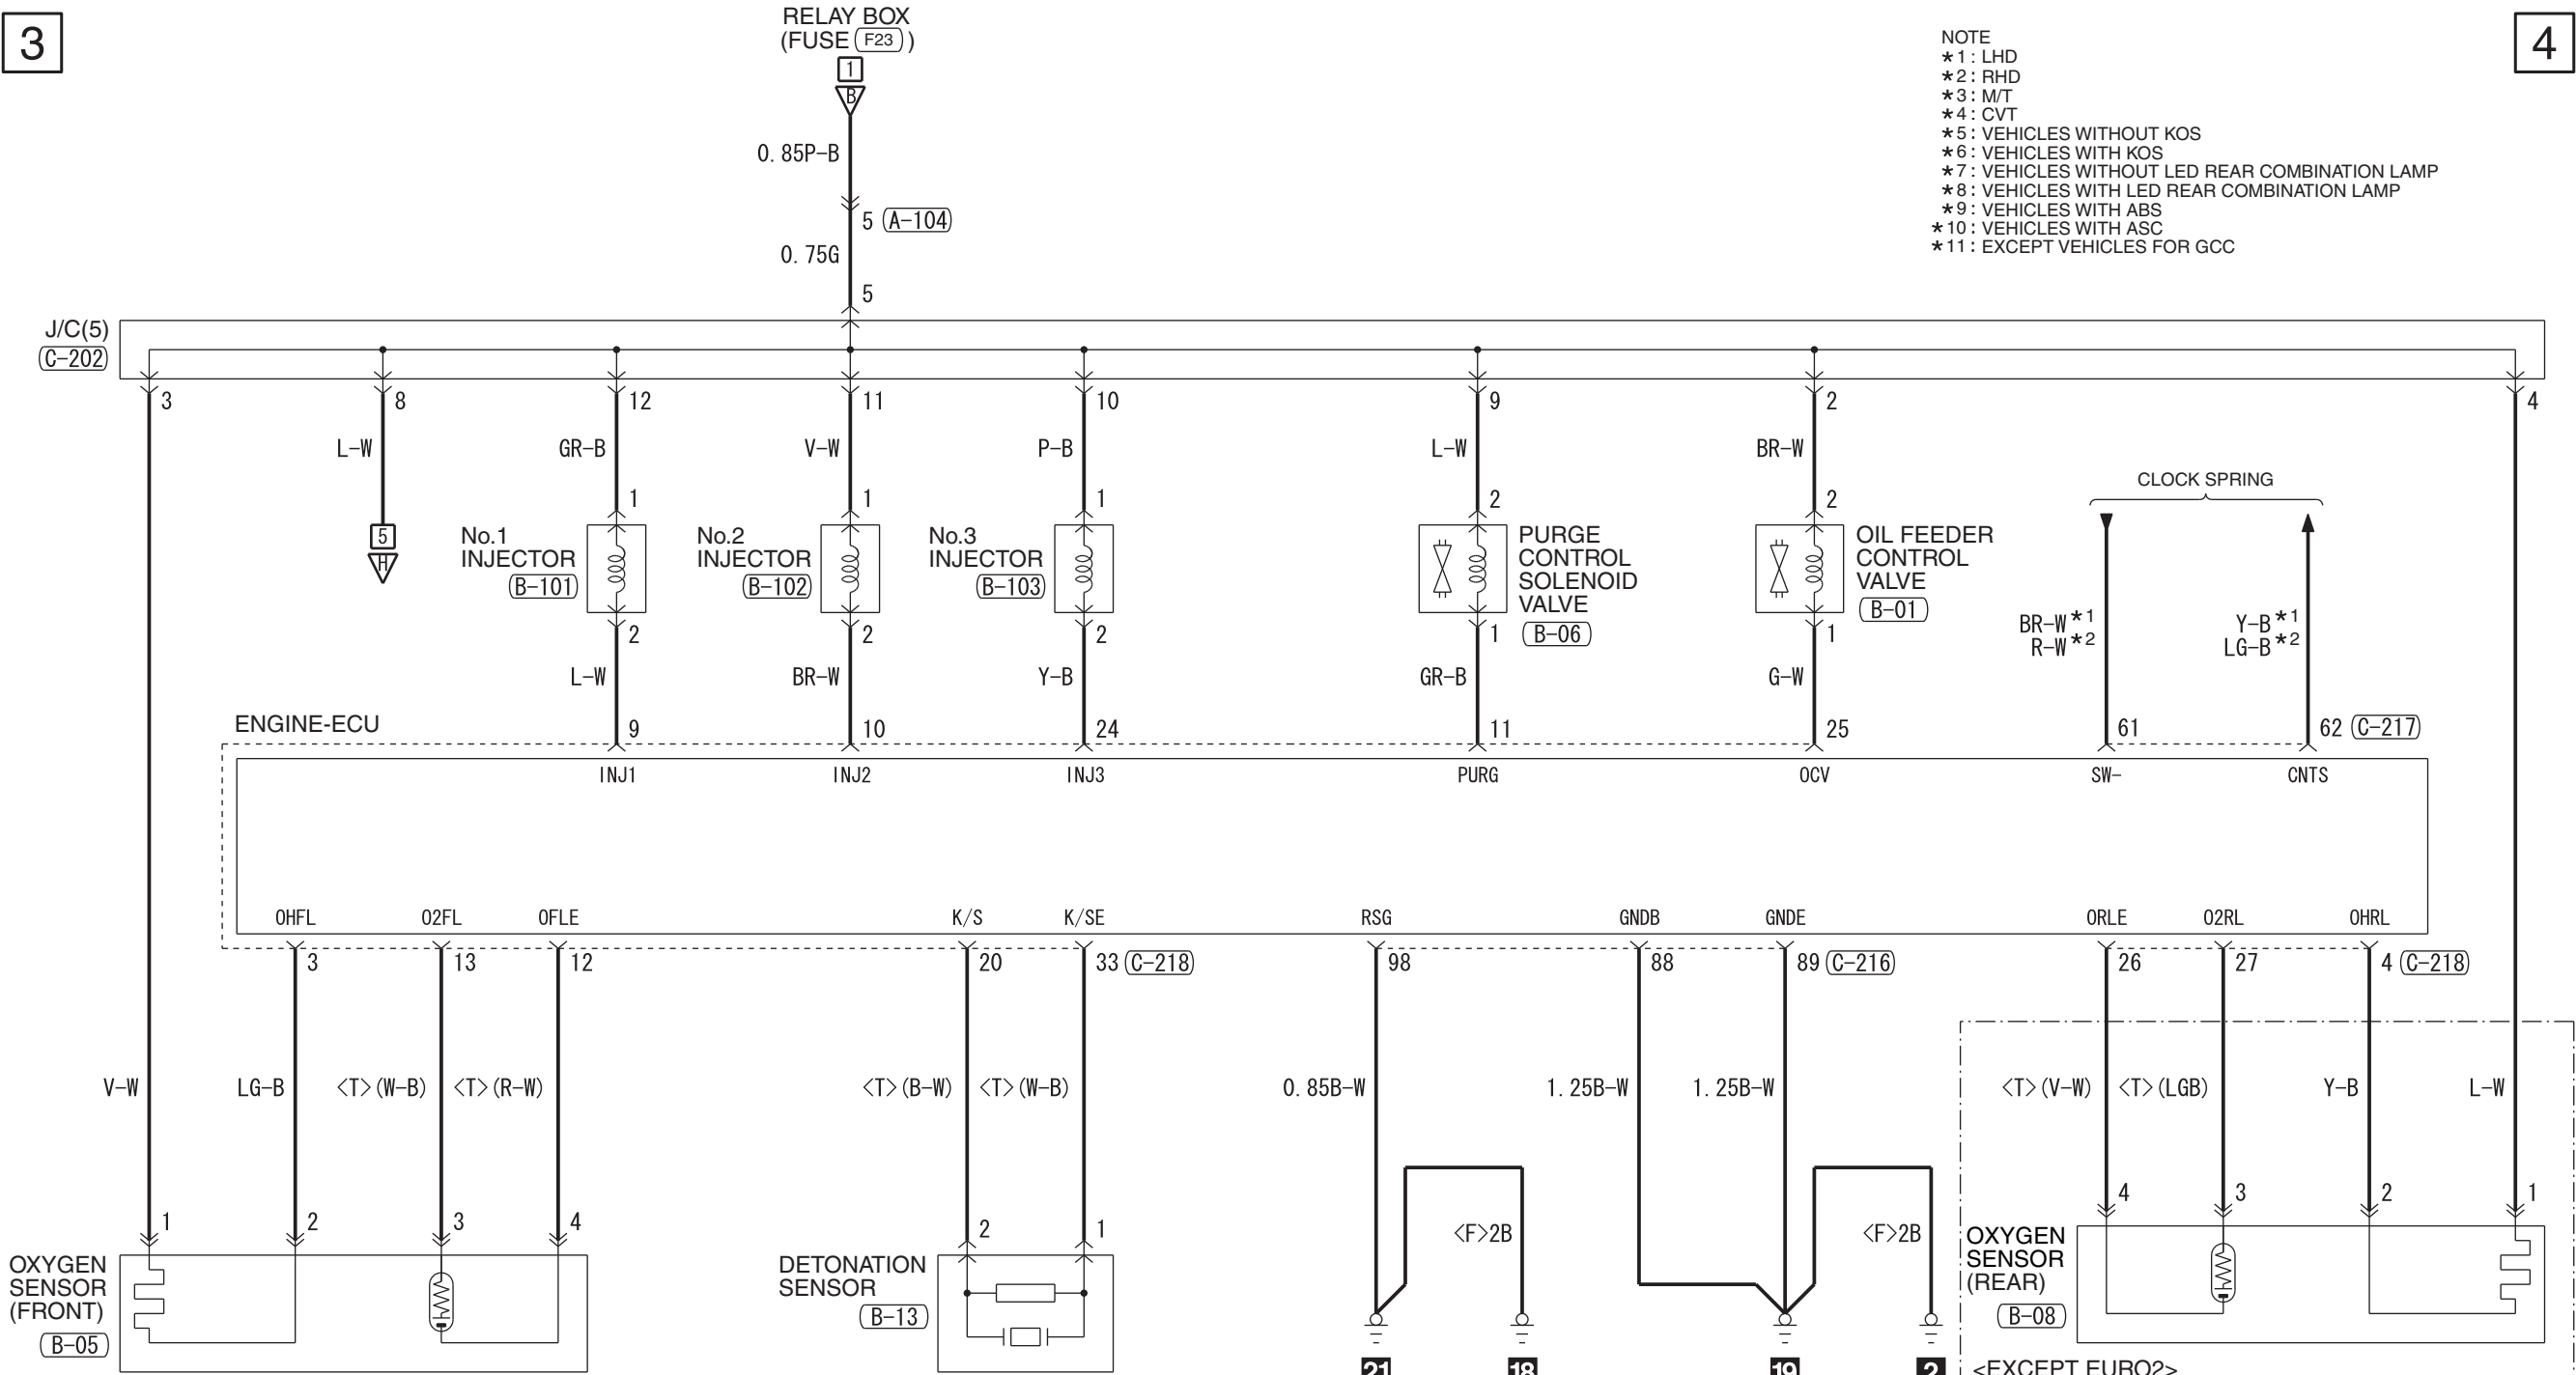 3
RELAY BOX
(FUSE F23 )
1
B
4
NOTE
*1: LHD
*2: RHD
*3: M/T
*4: CVT
*5: VEHICLES WITHOUT KOS
*6: VEHICLES WITH KOS
*7: VEHICLES WITHOUT LED REAR COMBINATION LAMP
*8: VEHICLES WITH LED REAR COMBINATION LAMP
*9: VEHICLES WITH ABS
*10: VEHICLES WITH ASC
*11: EXCEPT VEHICLES FOR GCC
0.85P-B
5 A-104
0.75G
5
J/C(5)
C-202
3 8 12 11 10 9 2 4
L-W GR-B V-W P-B L-W BR-W
CLOCK SPRING
1 1 1 2 2
5
H
No.1
INJECTOR
B-101
No.2
INJECTOR
B-102
No.3
INJECTOR
B-103
PURGE
CONTROL
SOLENOID
VALVE
B-06
OIL FEEDER
CONTROL
VALVE
B-01
2 2 2 1 1
BR-W*1
R-W*2
Y-B*1
LG-B*2
L-W BR-W Y-B GR-B G-W
ENGINE-ECU
9 10 24 11 25 61 62 C-217
INJ1 INJ2 INJ3 PURG OCV SW- CNTS
OHFL O2FL OFLE K/S K/SE RSG GNDB GNDE ORLE O2RL OHRL
3 13 12 20 33 C-218 98 88 89 C-216 26 27 4 C-218
V-W LG-B <T>(W-B) <T>(R-W) <T>(B-W) <T>(W-B) 0.85B-W 1.25B-W 1.25B-W <T>(V-W) <T>(LGB) Y-B L-W
4 3 2 1
1 2 3 4 2 1
<F>2B <F>2B
OXYGEN
SENSOR
(FRONT)
B-05
DETONATION
SENSOR
B-13
OXYGEN
SENSOR
(REAR)
B-08
21 18 19 2
<EXCEPT EURO2>